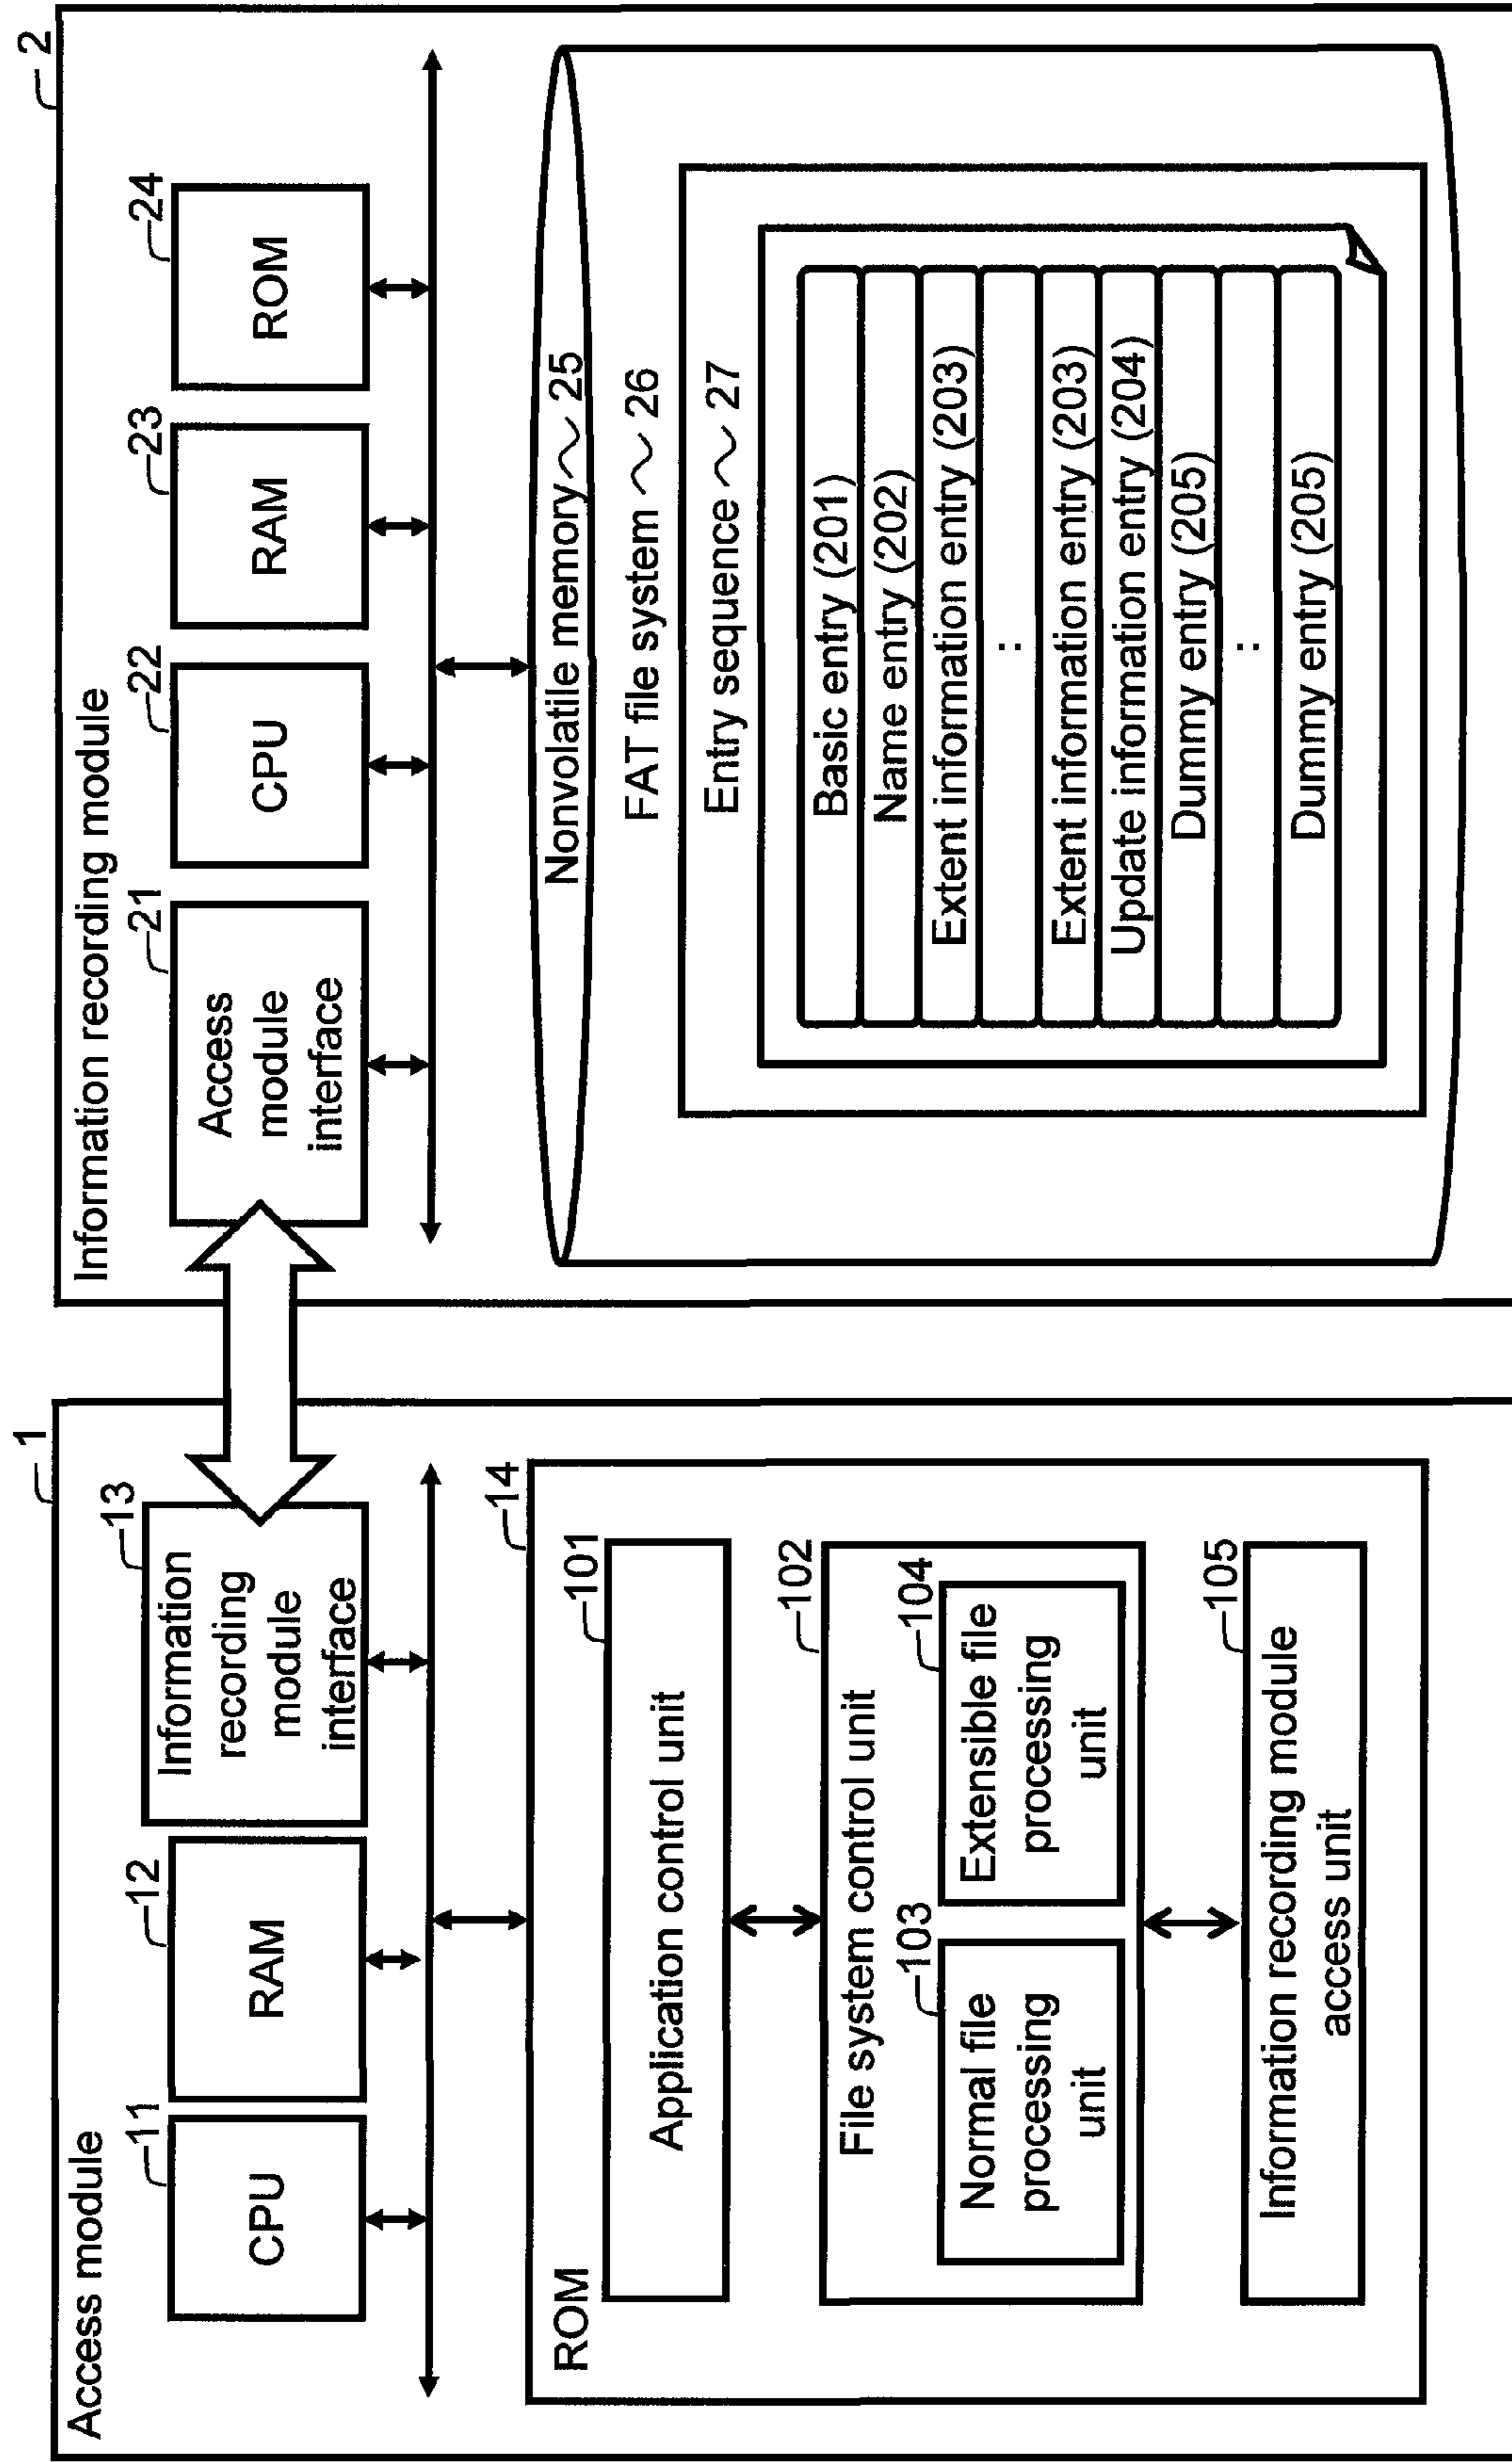 Access module
1
11
CPU
12
RAM
13
Information
recording
module
interface
ROM
14
101
Application control unit
102
File system control unit
103
Normal file
processing
unit
104
Extensible file
processing
unit
105
Information recording module
access unit
Information recording module
2
21
Access
module
interface
22
CPU
23
RAM
24
ROM
Nonvolatile memory ~ 25
FAT file system ~ 26
Entry sequence ~ 27
Basic entry (201)
Name entry (202)
Extent information entry (203)
:
Extent information entry (203)
Update information entry (204)
Dummy entry (205)
:
Dummy entry (205)